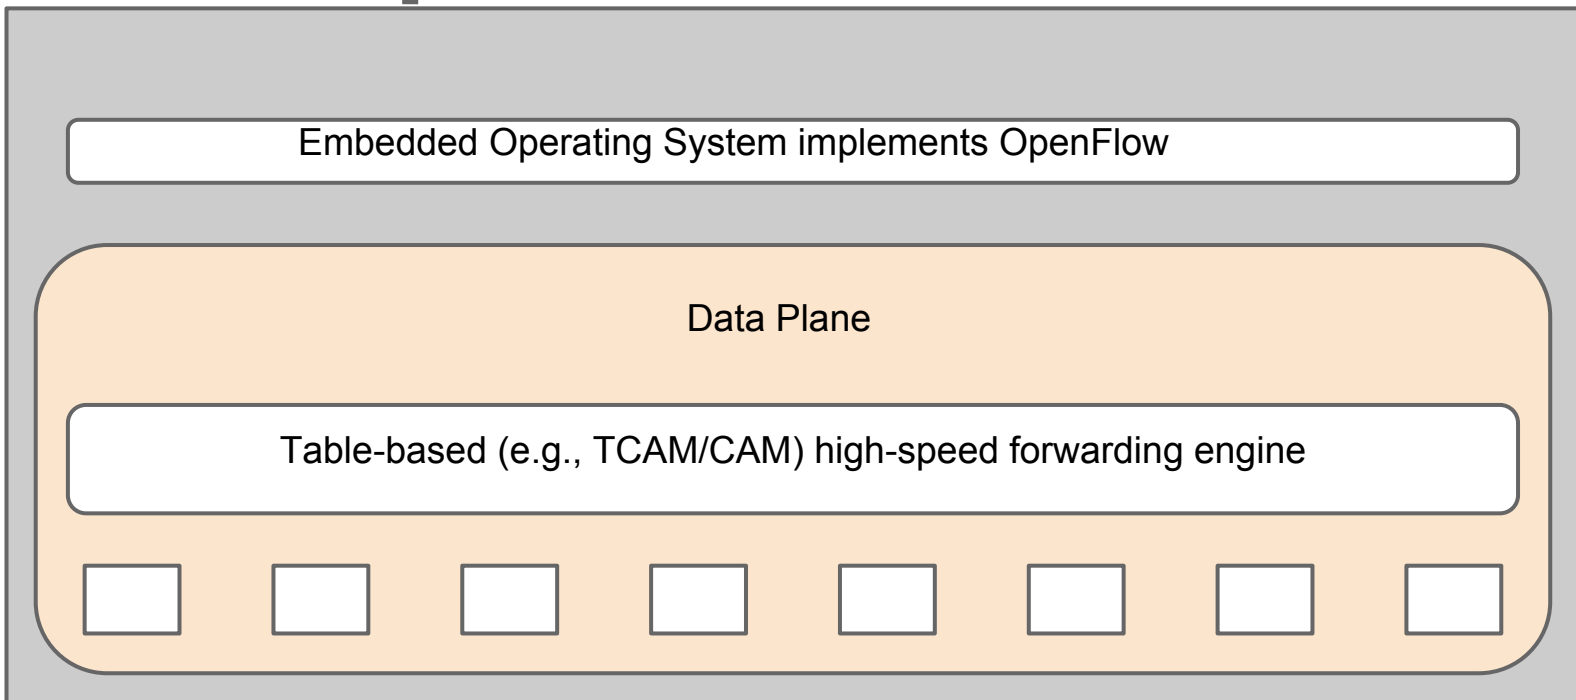 Embedded Operating System implements OpenFlow
Data Plane
Table-based (e.g., TCAM/CAM) high-speed forwarding engine